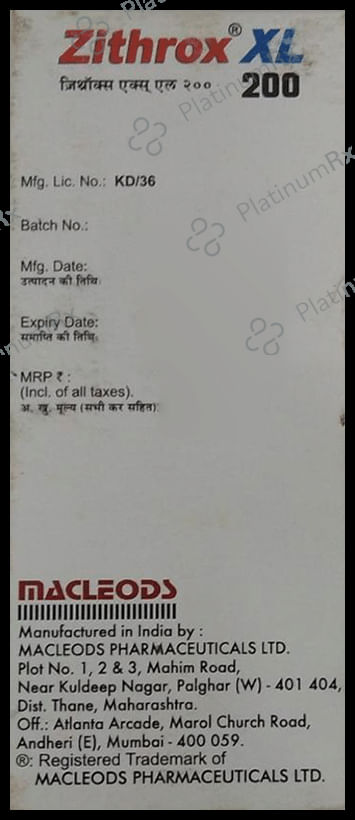 Zithrox® XL
ज़िथ्रॉक्स एक्स् एल २०० 200
Mfg. Lic. No.: KD/36
Batch No.:
Mfg. Date:
उत्पादन की तिथि:
Expiry Date:
समाप्ति की तिथि:
MRP ₹ :
(Incl. of all taxes).
अ. खु. मूल्य (सभी कर सहित):
MACLEODS
Manufactured in India by :
MACLEODS PHARMACEUTICALS LTD.
Plot No. 1, 2 & 3, Mahim Road,
Near Kuldeep Nagar, Palghar (W) - 401 404,
Dist. Thane, Maharashtra.
Off.: Atlanta Arcade, Marol Church Road,
Andheri (E), Mumbai - 400 059.
®: Registered Trademark of
MACLEODS PHARMACEUTICALS LTD.
PlatinumRx
PlatinumRx